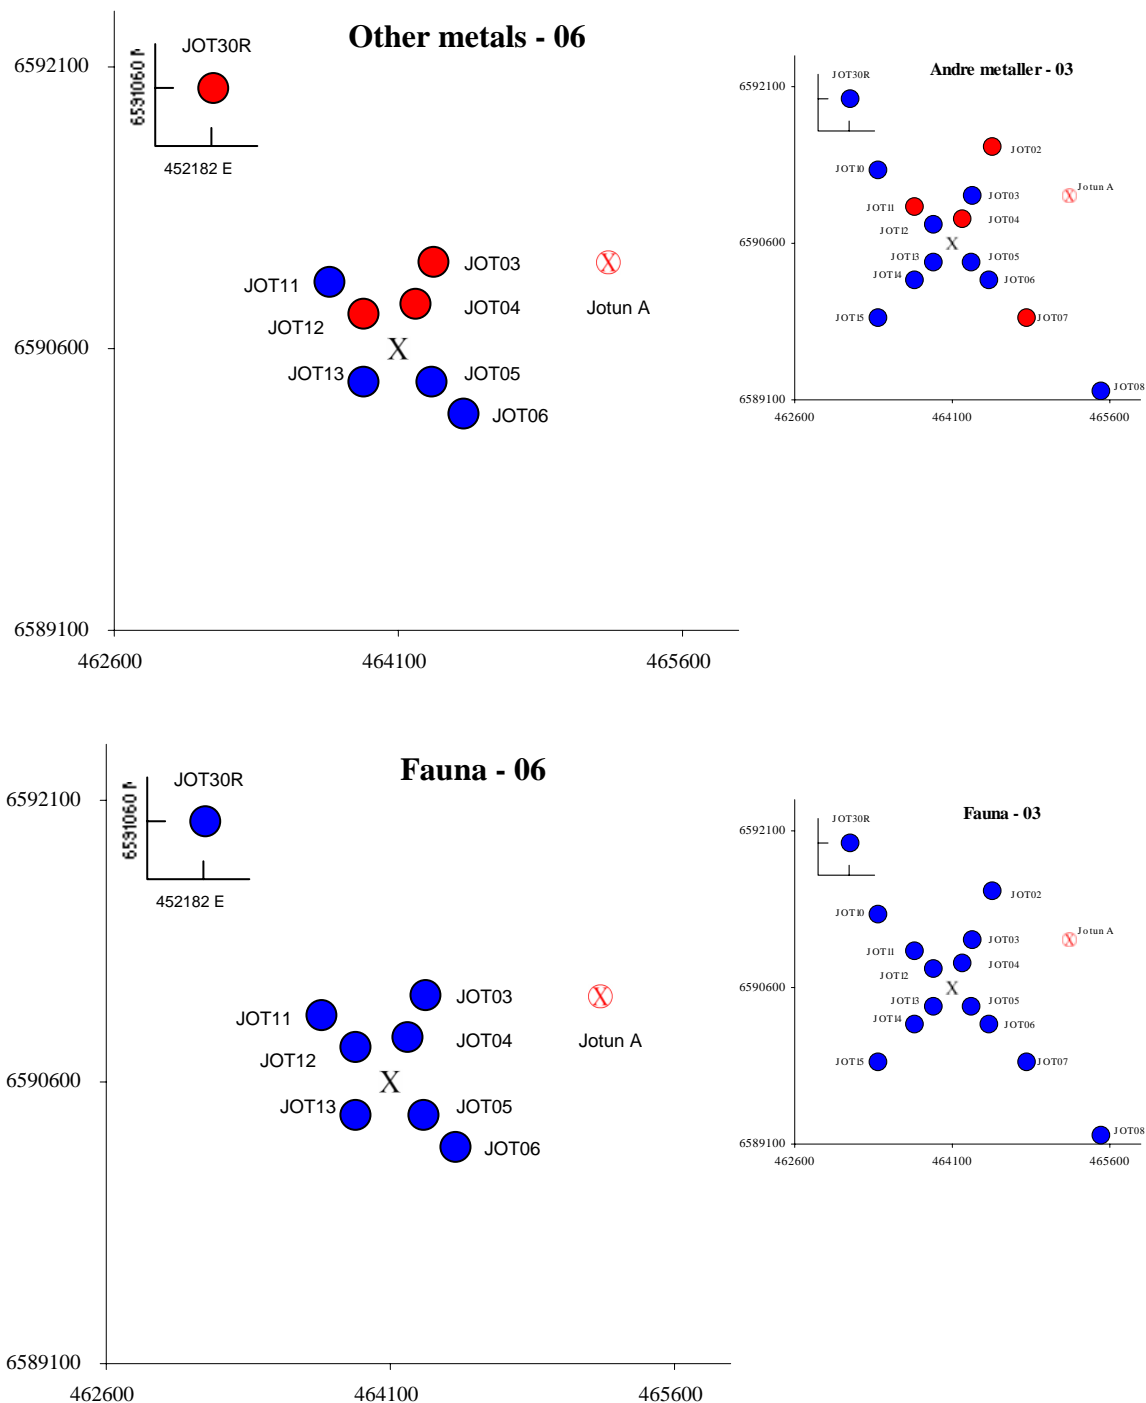 Other metals - 06
JOT30R
6592100
6591060 N
452182 E
JOT03
JOT11
JOT04
Jotun A
JOT12
6590600
X
JOT13
JOT05
JOT06
6589100
462600
464100
465600
Andre metaller - 03
JOT30R
6592100
JOT02
JOT10
Jotun A
JOT03
JOT11
JOT04
JOT12
6590600
X
JOT13
JOT05
JOT14
JOT06
JOT15
JOT07
JOT08
6589100
462600
464100
465600
Fauna - 06
JOT30R
6592100
6591060 N
452182 E
JOT03
JOT11
JOT04
Jotun A
JOT12
6590600
X
JOT13
JOT05
JOT06
6589100
462600
464100
465600
Fauna - 03
JOT30R
6592100
JOT02
JOT10
Jotun A
JOT03
JOT11
JOT04
JOT12
6590600
X
JOT13
JOT05
JOT14
JOT06
JOT15
JOT07
JOT08
6589100
462600
464100
465600